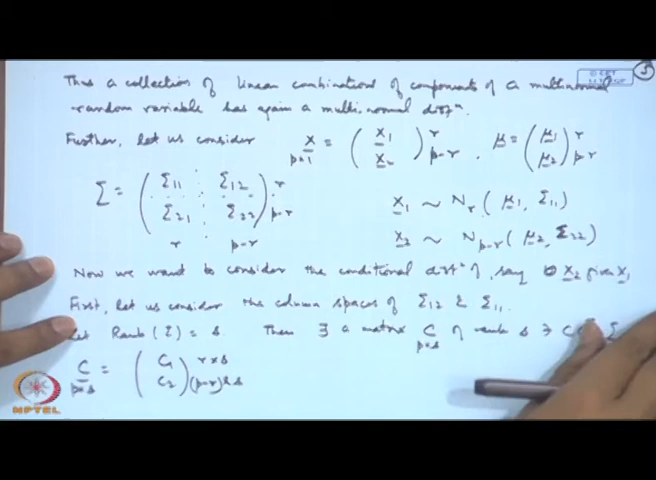 Thus a collection of linear combinations of components of a multinormal
random variable has again a multinormal distⁿ.
Further, let us consider x p×1 = ( x₁ x₂ ) r p-r , μ = ( μ₁ μ₂ ) r p-r
Σ = ( Σ₁₁ Σ₁₂ Σ₂₁ Σ₂₂ ) r p-r r p-r
x₁ ~ N_r ( μ₁, Σ₁₁ )
x₂ ~ N_{p-r} ( μ₂, Σ₂₂ )
Now we want to consider the conditional distⁿ of, say x₂ given x₁
First, let us consider the column spaces of Σ₁₂ & Σ₁₁.
Let Rank (Σ) = s. Then ∃ a matrix C p×s of rank s ∋ C
C p×s = ( C₁ C₂ ) r×s (p-r)×s
NPTEL
5